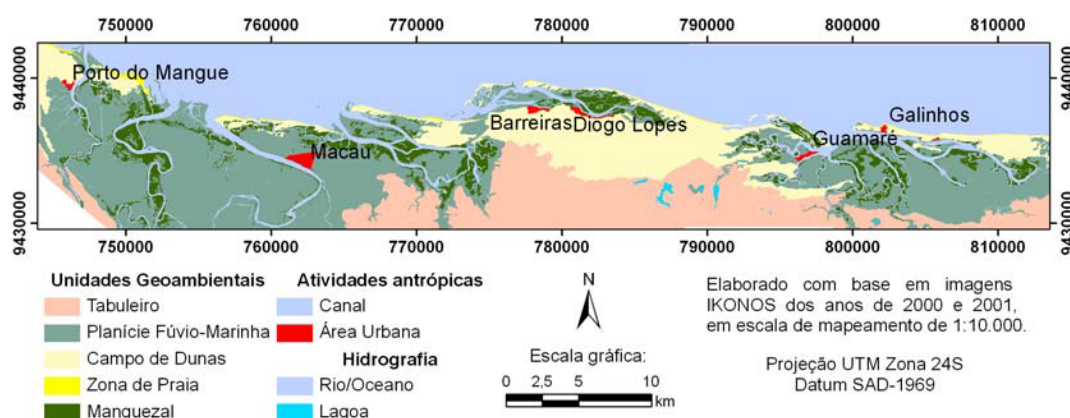 750000 760000 770000 780000 790000 800000 810000
9440000 9440000
Porto do Mangue
Galinhos
Barreiras Diogo Lopes
Guamaré
Macau
9430000 9430000
750000 760000 770000 780000 790000 800000 810000
Unidades Geoambientais
Tabuleiro
Planície Fúvio-Marinha
Campo de Dunas
Zona de Praia
Manguezal
Atividades antrópicas
Canal
Área Urbana
Hidrografia
Rio/Oceano
Lagoa
N
Escala gráfica:
0 2,5 5 10
km
Elaborado com base em imagens
IKONOS dos anos de 2000 e 2001,
em escala de mapeamento de 1:10.000.
Projeção UTM Zona 24S
Datum SAD-1969